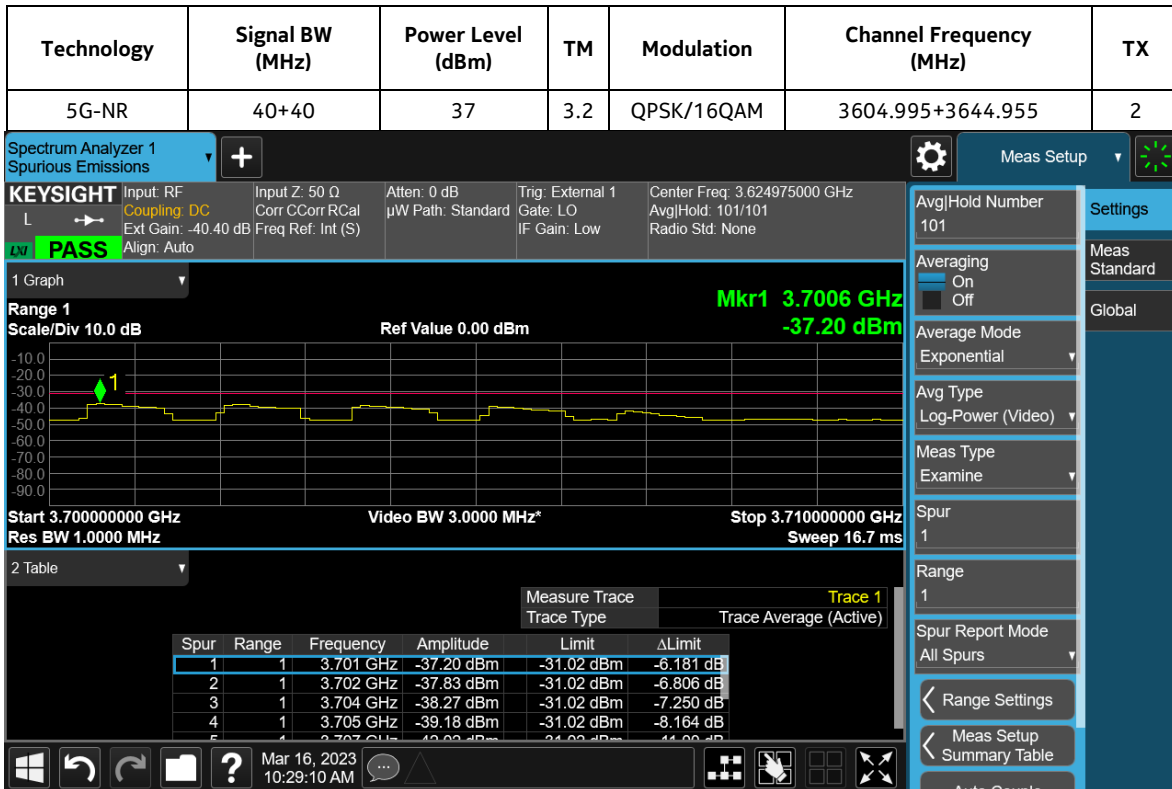 Technology Signal BW (MHz) Power Level (dBm) TM Modulation Channel Frequency (MHz) TX
5G-NR 40+40 37 3.2 QPSK/16QAM 3604.995+3644.955 2
Spectrum Analyzer 1
Spurious Emissions
+
Meas Setup
KEYSIGHT Input: RF Input Z: 50 Ω Atten: 0 dB Trig: External 1 Center Freq: 3.624975000 GHz
L Coupling: DC Corr CCorr RCal µW Path: Standard Gate: LO Avg|Hold: 101/101
Ext Gain: -40.40 dB Freq Ref: Int (S) IF Gain: Low Radio Std: None
LXI PASS Align: Auto
1 Graph
Range 1
Scale/Div 10.0 dB Ref Value 0.00 dBm
Mkr1 3.7006 GHz
-37.20 dBm
-10.0
-20.0
-30.0
-40.0
-50.0
-60.0
-70.0
-80.0
-90.0
1
Start 3.700000000 GHz Video BW 3.0000 MHz* Stop 3.710000000 GHz
Res BW 1.0000 MHz Sweep 16.7 ms
2 Table
Measure Trace Trace 1
Trace Type Trace Average (Active)
Spur Range Frequency Amplitude Limit ΔLimit
1 1 3.701 GHz -37.20 dBm -31.02 dBm -6.181 dB
2 1 3.702 GHz -37.83 dBm -31.02 dBm -6.806 dB
3 1 3.704 GHz -38.27 dBm -31.02 dBm -7.250 dB
4 1 3.705 GHz -39.18 dBm -31.02 dBm -8.164 dB
?
Mar 16, 2023
10:29:10 AM
Avg|Hold Number
101
Averaging
On
Off
Average Mode
Exponential
Avg Type
Log-Power (Video)
Meas Type
Examine
Spur
1
Range
1
Spur Report Mode
All Spurs
Range Settings
Meas Setup
Summary Table
Settings
Meas
Standard
Global